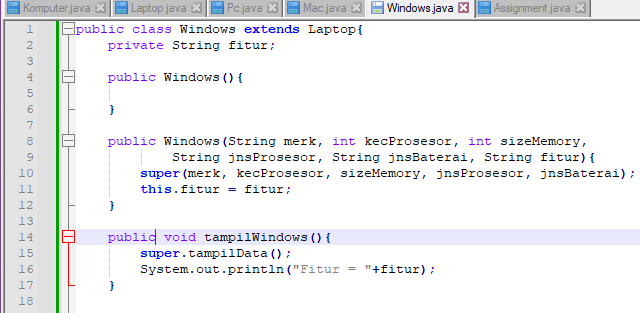 Komputer.java Laptop.java Pc.java Mac.java Windows.java Assignment.java
1 public class Windows extends Laptop{
2 private String fitur;
3
4 public Windows(){
5
6 }
7
8 public Windows(String merk, int kecProsesor, int sizeMemory,
9 String jnsProsesor, String jnsBaterai, String fitur){
10 super(merk, kecProsesor, sizeMemory, jnsProsesor, jnsBaterai);
11 this.fitur = fitur;
12 }
13
14 public void tampilWindows(){
15 super.tampilData();
16 System.out.println("Fitur = "+fitur);
17 }
18